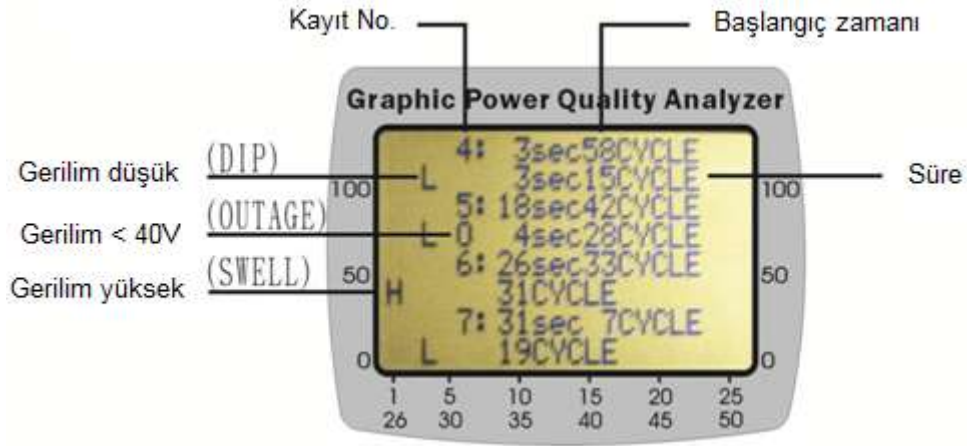 Kayıt No.
Başlangıç zamanı
Graphic Power Quality Analyzer
4: 3sec58CYCLE
Gerilim düşük
(DIP)
L 3sec15CYCLE
Süre
100
100
5: 18sec42CYCLE
(OUTAGE)
Gerilim < 40V
L O 4sec28CYCLE
6: 26sec33CYCLE
(SWELL)
50
50
Gerilim yüksek
H 31CYCLE
7: 31sec 7CYCLE
0
L 19CYCLE
0
1 5 10 15 20 25
26 30 35 40 45 50